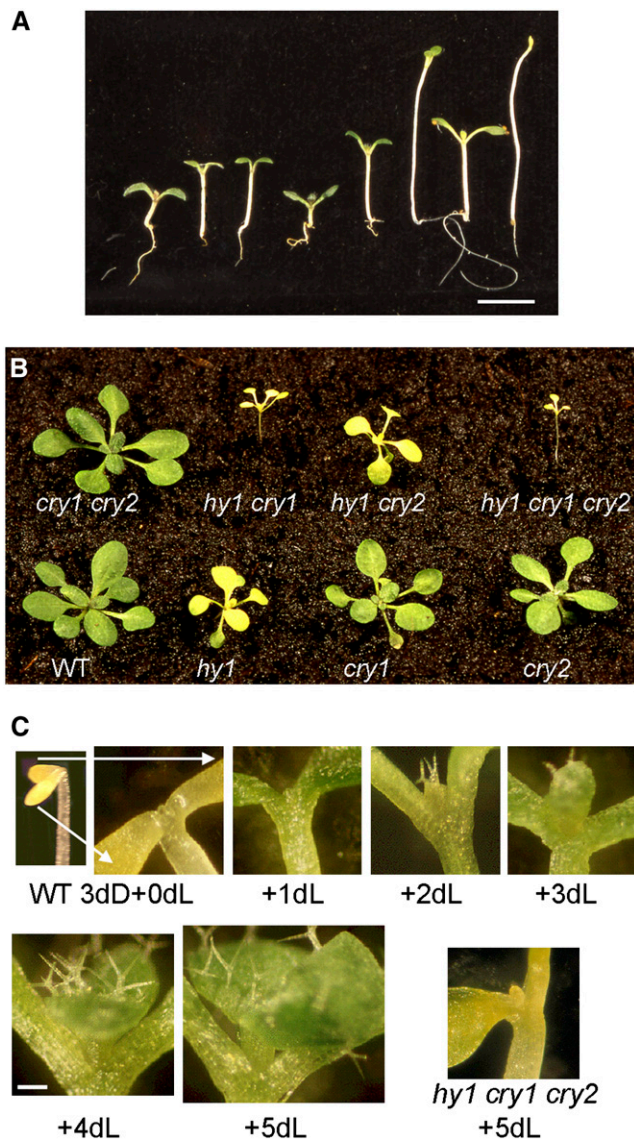 A
B
cry1 cry2 hy1 cry1 hy1 cry2 hy1 cry1 cry2
WT hy1 cry1 cry2
C
WT 3dD+0dL +1dL +2dL +3dL
hy1 cry1 cry2
+4dL +5dL +5dL